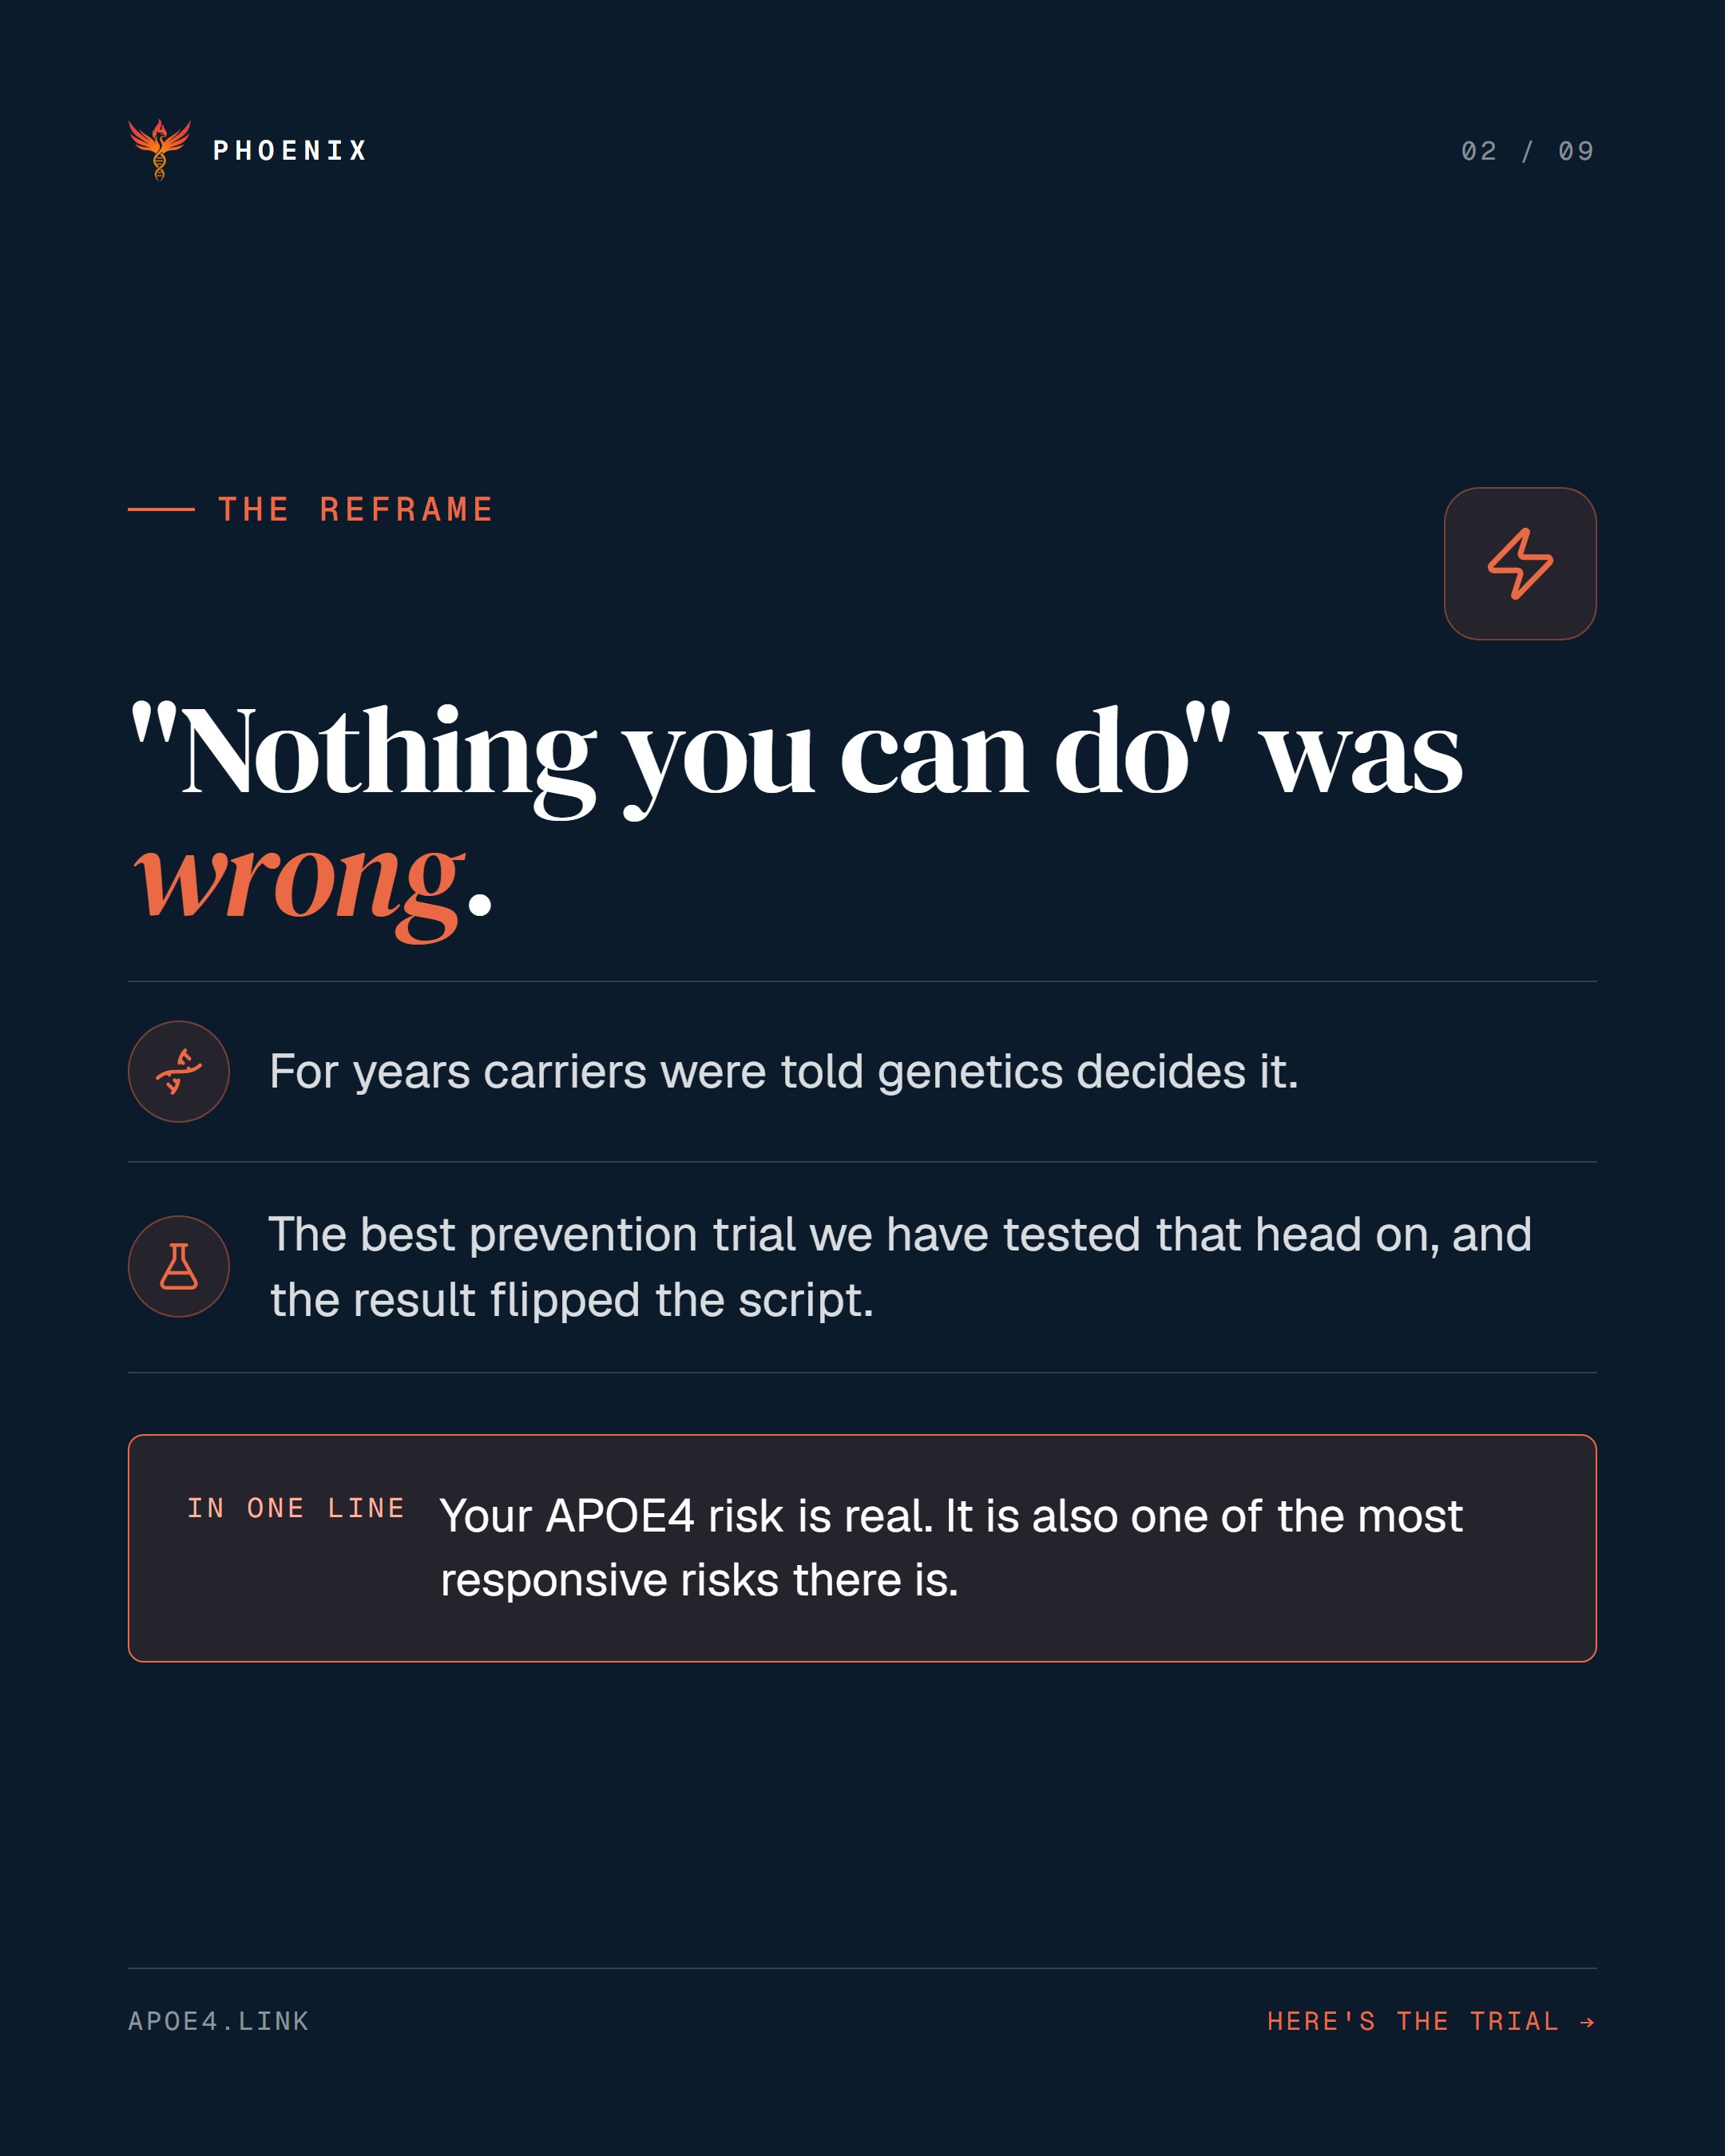 PHOENIX
02 / 09
THE REFRAME
"Nothing you can do" was
wrong.
For years carriers were told genetics decides it.
The best prevention trial we have tested that head on, and
the result flipped the script.
IN ONE LINE
Your APOE4 risk is real. It is also one of the most
responsive risks there is.
APOE4.LINK
HERE'S THE TRIAL →